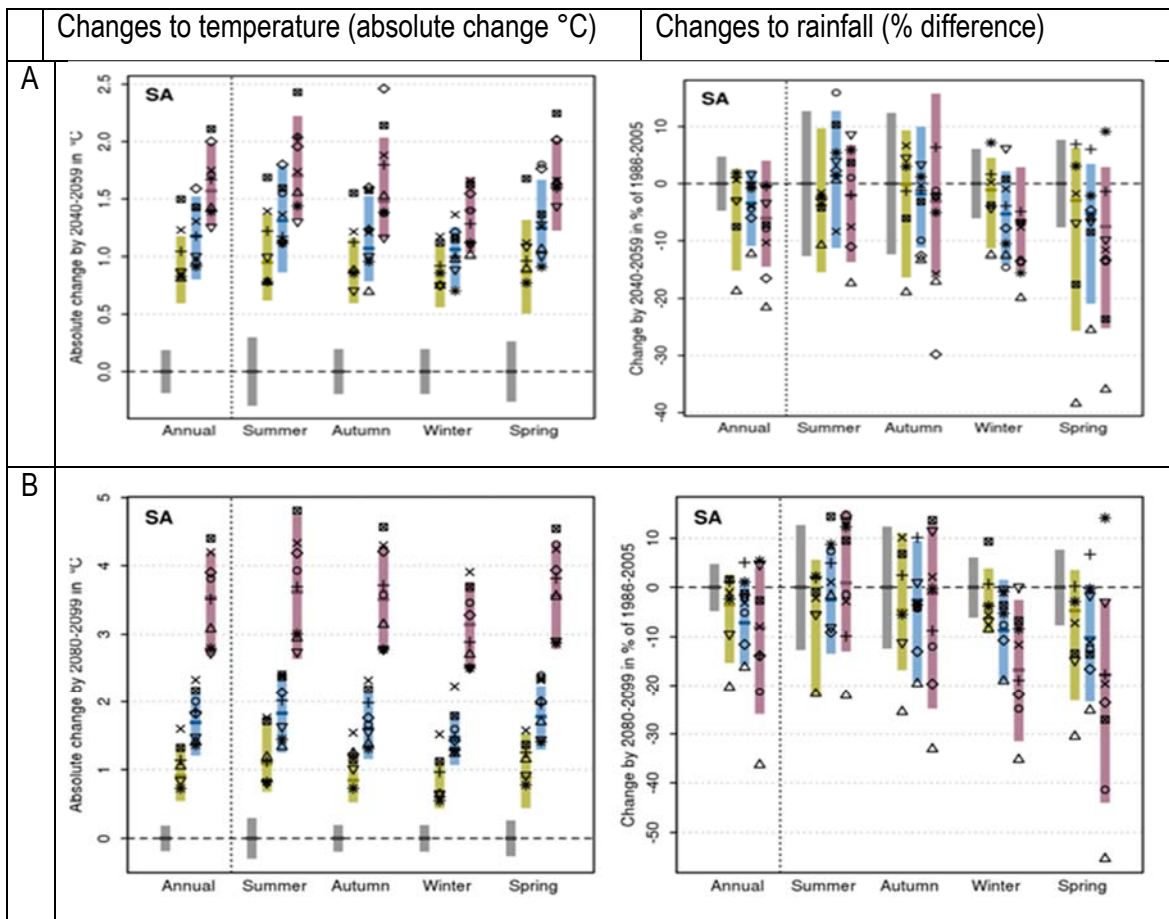 Changes to temperature (absolute change °C)
Changes to rainfall (% difference)
A
SA
Absolute change by 2040-2059 in °C
2.5
2.0
1.5
1.0
0.5
0.0
Annual Summer Autumn Winter Spring
SA
Change by 2040-2059 in % of 1986-2005
10
0
-10
-20
-30
-40
Annual Summer Autumn Winter Spring
B
SA
Absolute change by 2080-2099 in °C
5
4
3
2
1
0
Annual Summer Autumn Winter Spring
SA
Change by 2080-2099 in % of 1986-2005
10
0
-10
-20
-30
-40
-50
Annual Summer Autumn Winter Spring